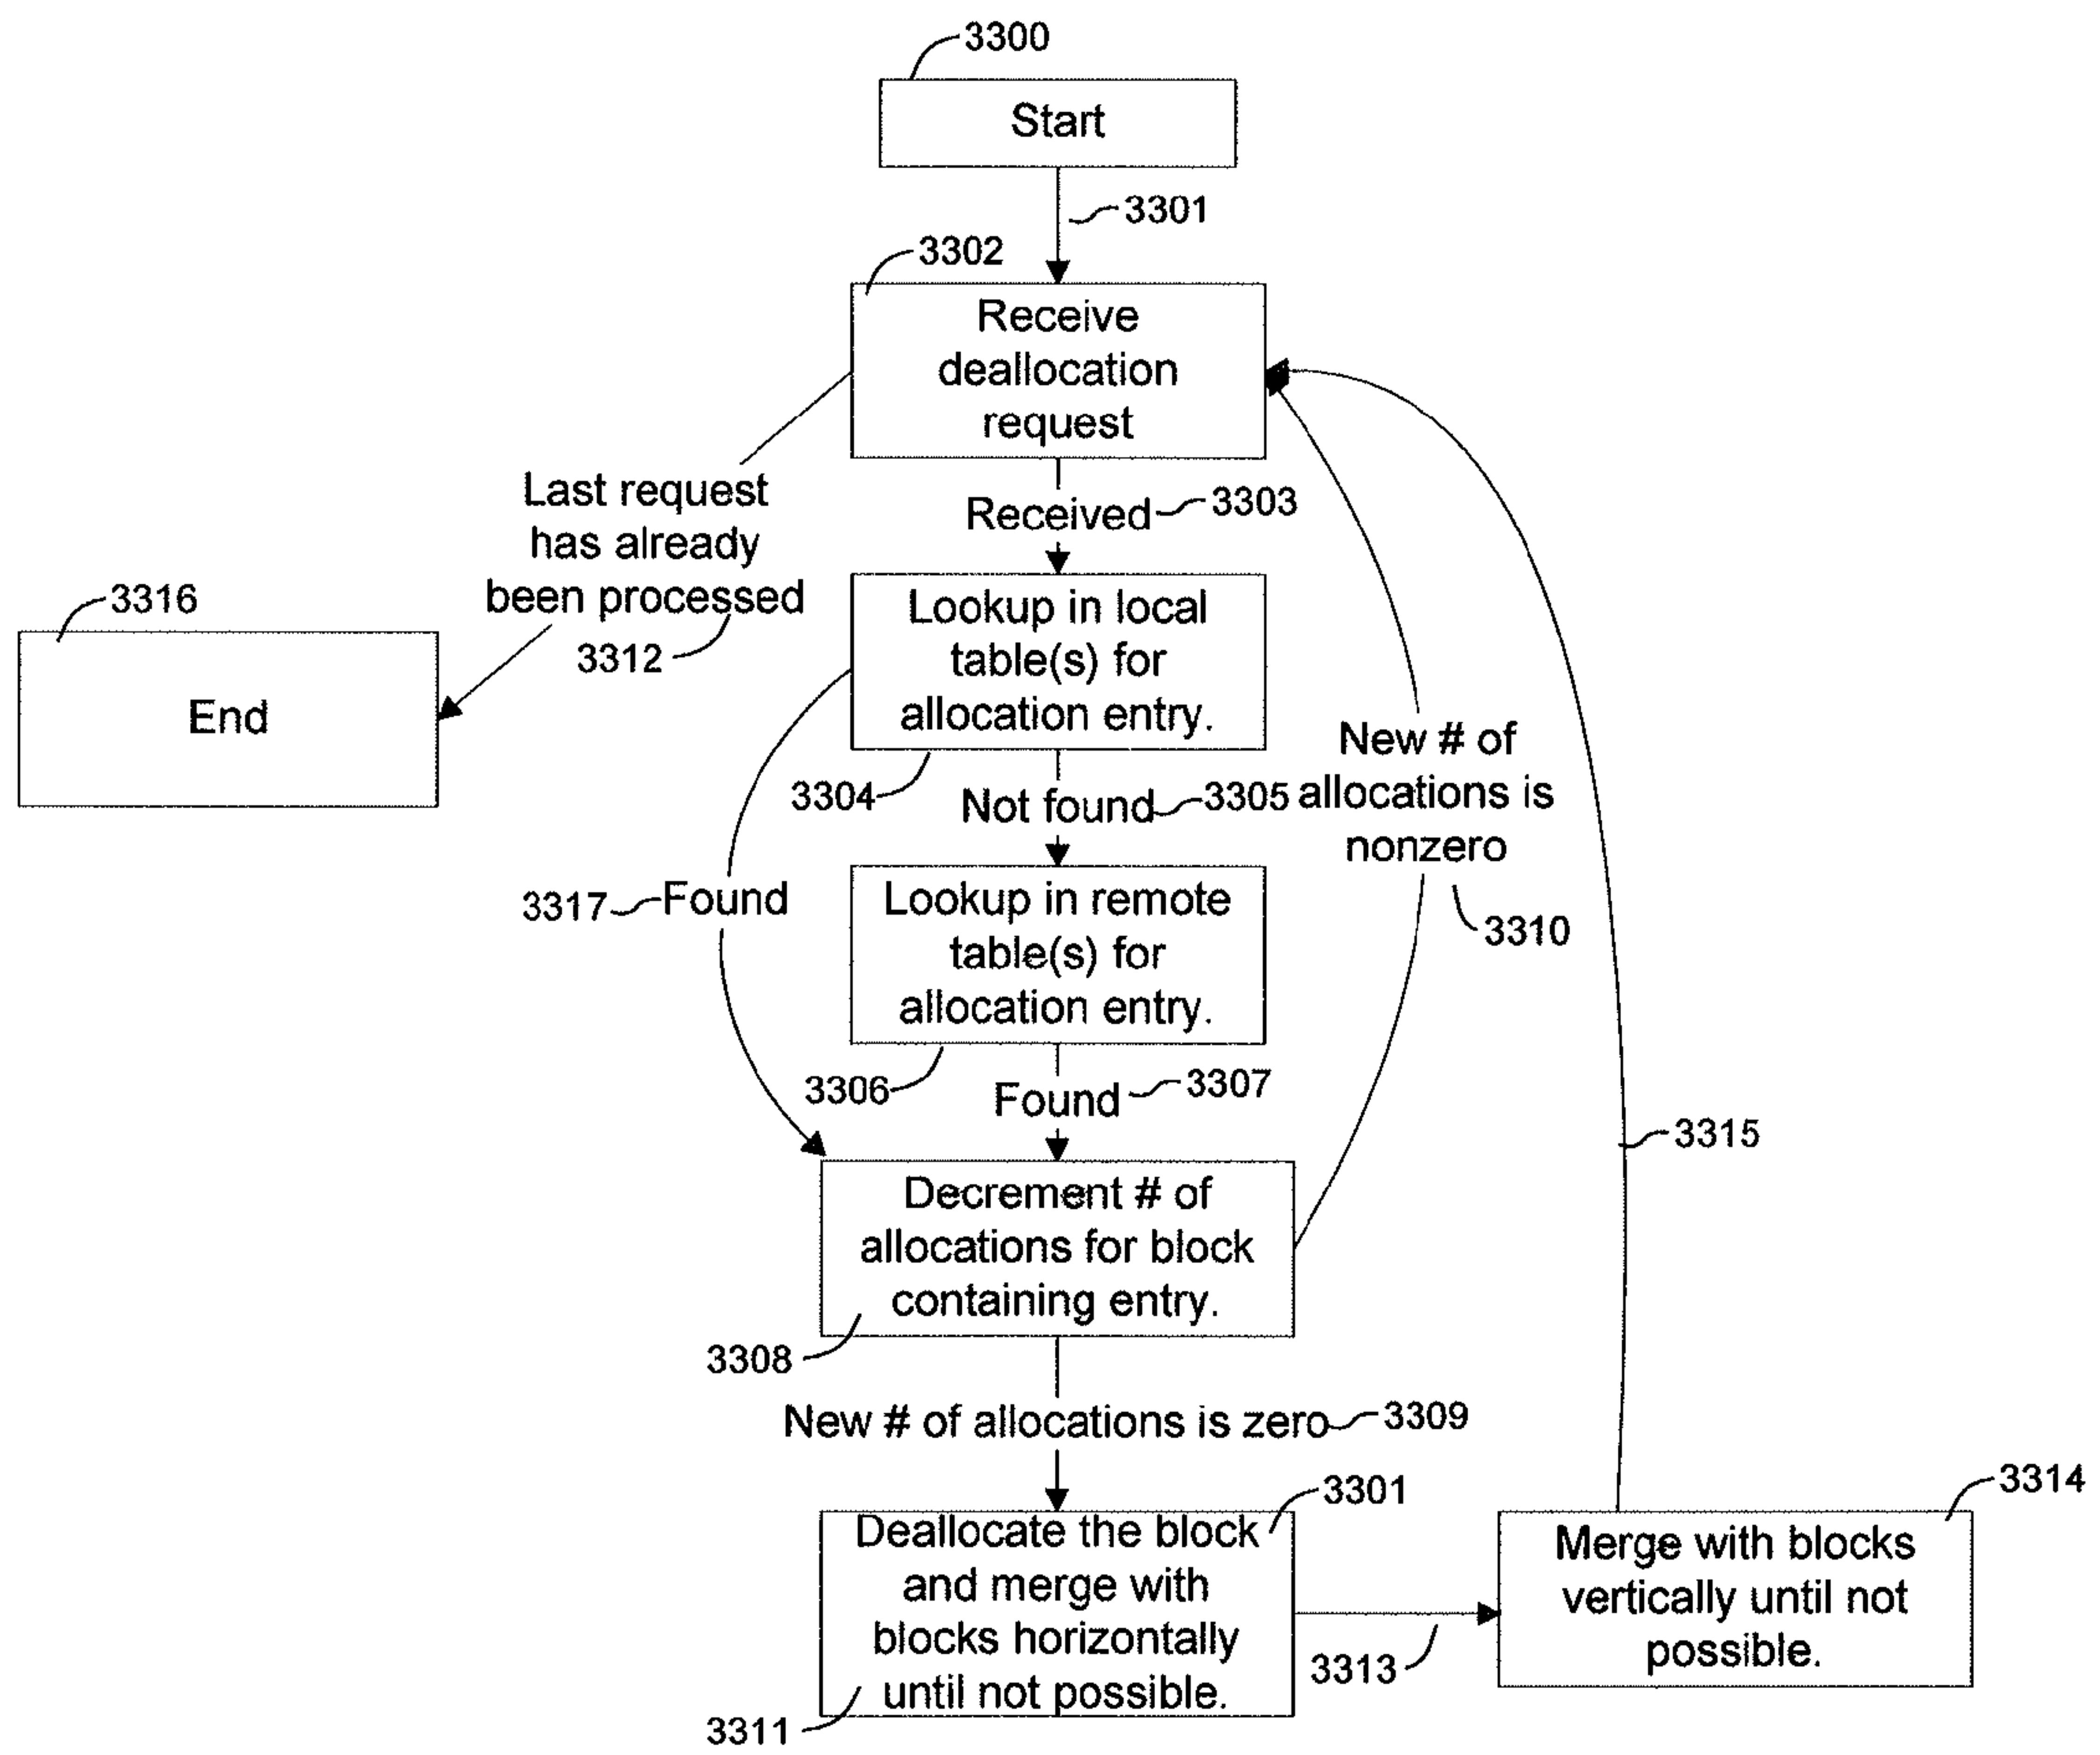 3300
Start
3301
3302
Receive
deallocation
request
Last request
has already
been processed
3312
Received
3303
3316
End
Lookup in local
table(s) for
allocation entry.
3304
Not found
3305
New # of
allocations is
nonzero
3310
3317
Found
Lookup in remote
table(s) for
allocation entry.
3306
Found
3307
3315
Decrement # of
allocations for block
containing entry.
3308
New # of allocations is zero
3309
3301
Deallocate the block
and merge with
blocks horizontally
until not possible.
3311
3313
3314
Merge with blocks
vertically until not
possible.